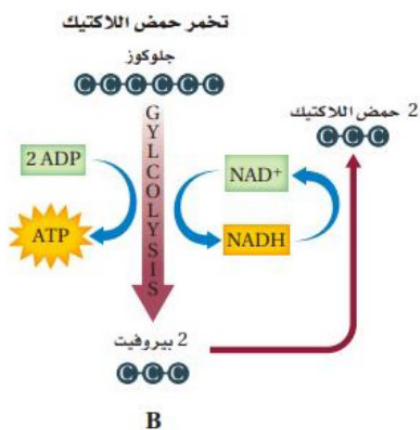 تخمر حمض اللاكتيك
جلوكوز
C C C C C C
2 حمض اللاكتيك
C C C
GYLCOLYSIS
2 ADP
NAD+
ATP
NADH
2 بيروفيت
C C C
B